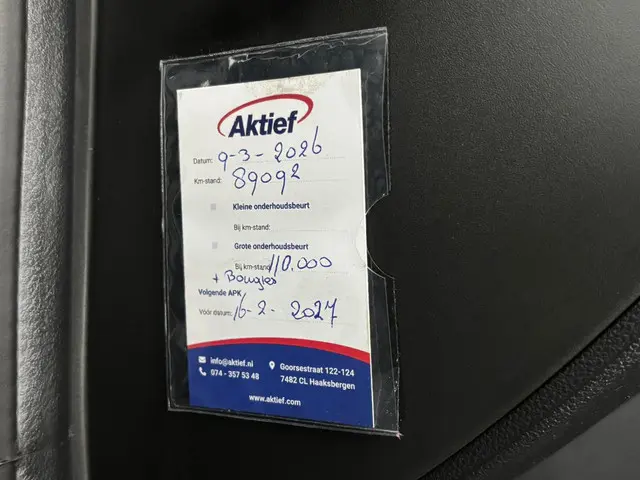 Aktief
Datum: 9-3-2026
Km-stand: 89092
Kleine onderhoudsbeurt
Bij km-stand:
Grote onderhoudsbeurt
Bij km-stand: 110.000
+ Bougies
Volgende APK
Vóór datum: 16-2-2027
info@aktief.nl
074 - 357 53 48
Goorsestraat 122-124
7482 CL Haaksbergen
www.aktief.com